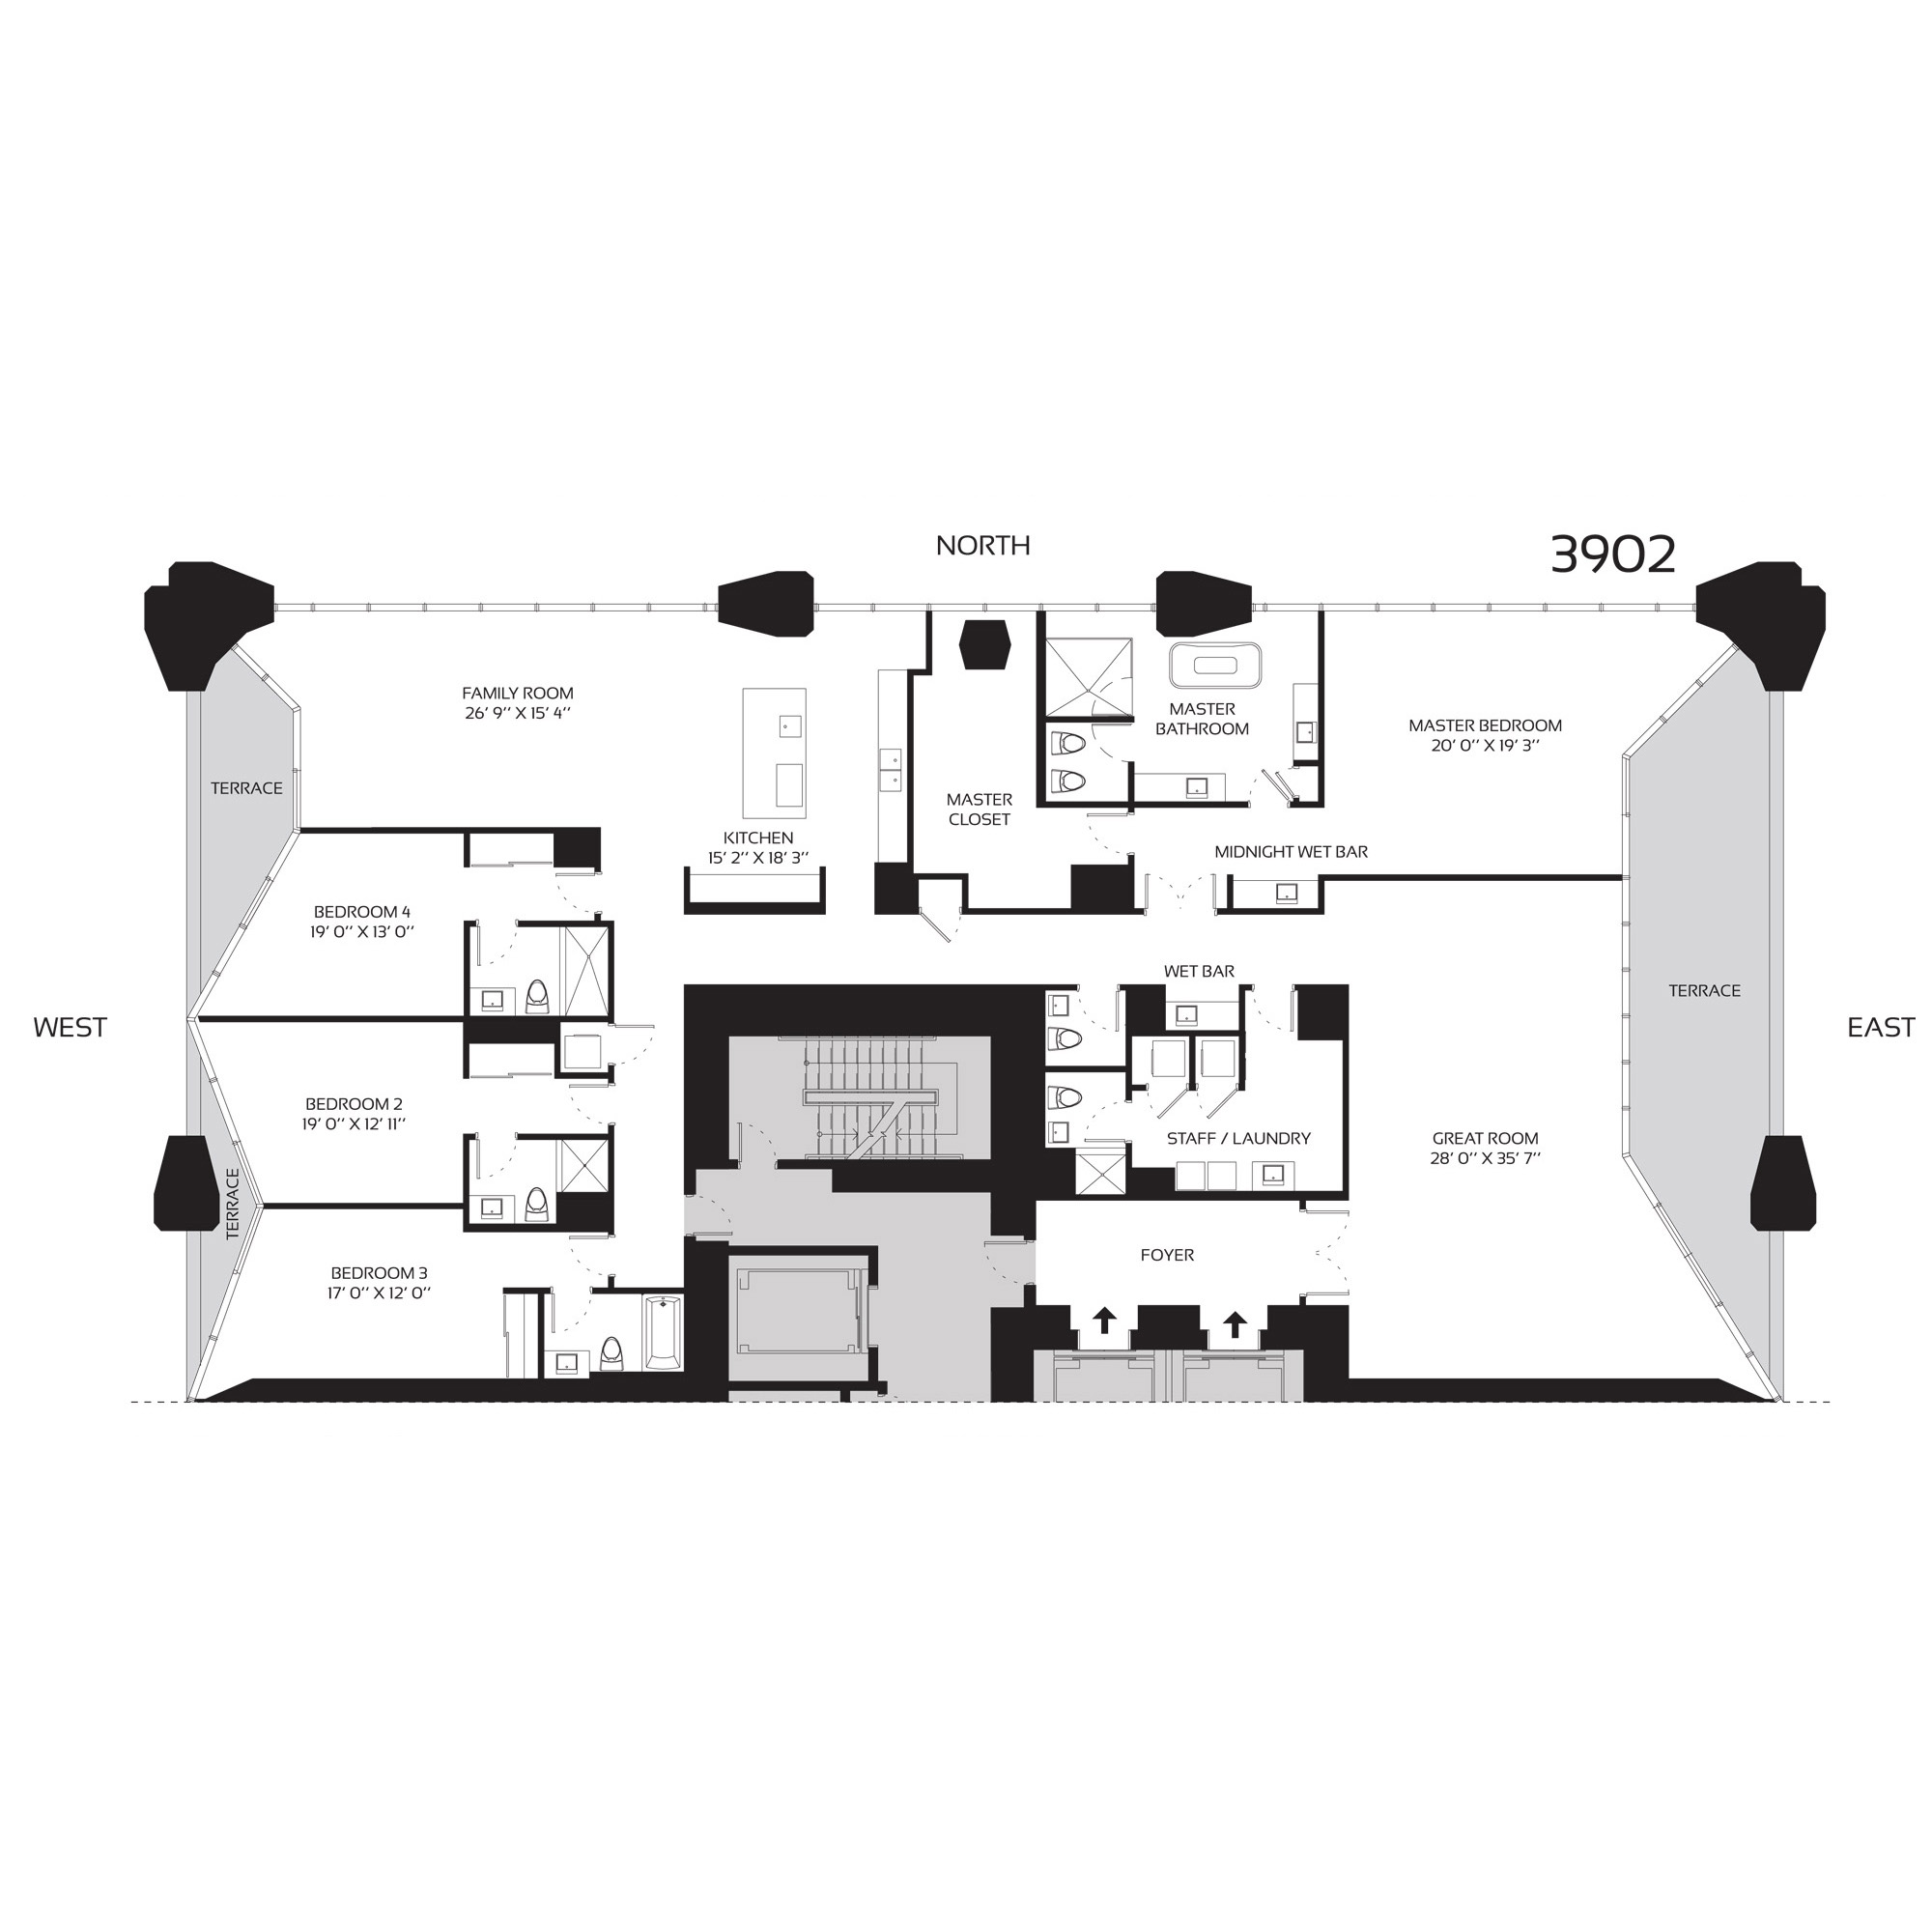 NORTH
3902
FAMILY ROOM
26' 9'' X 15' 4''
MASTER
BATHROOM
MASTER BEDROOM
20' 0'' X 19' 3''
TERRACE
MASTER
CLOSET
KITCHEN
15' 2'' X 18' 3''
MIDNIGHT WET BAR
BEDROOM 4
19' 0'' X 13' 0''
WET BAR
TERRACE
WEST
EAST
BEDROOM 2
19' 0'' X 12' 11''
STAFF / LAUNDRY
GREAT ROOM
28' 0'' X 35' 7''
TERRACE
FOYER
BEDROOM 3
17' 0'' X 12' 0''